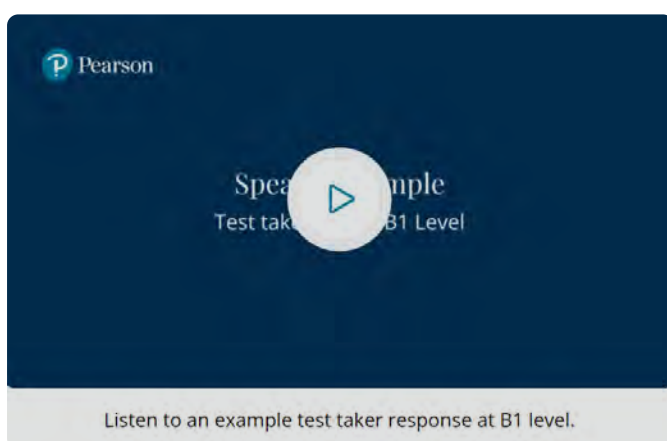 Pearson
Spea mple
Test tak B1 Level
Listen to an example test taker response at B1 level.